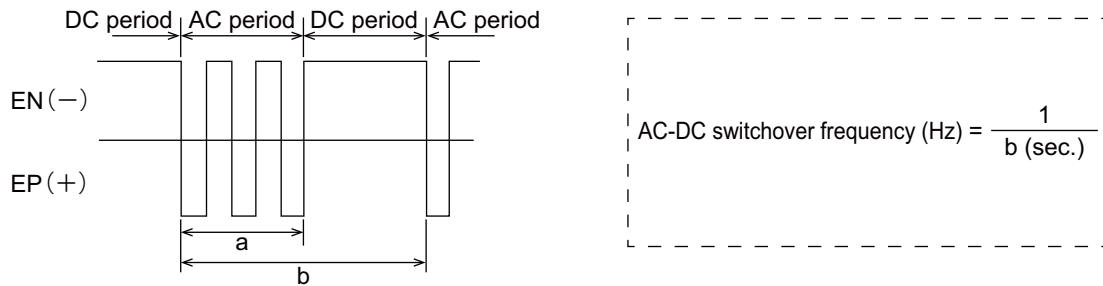 DC period AC period DC period AC period
EN(−)
EP(+)
a
b
AC-DC switchover frequency (Hz) = 1 / b (sec.)